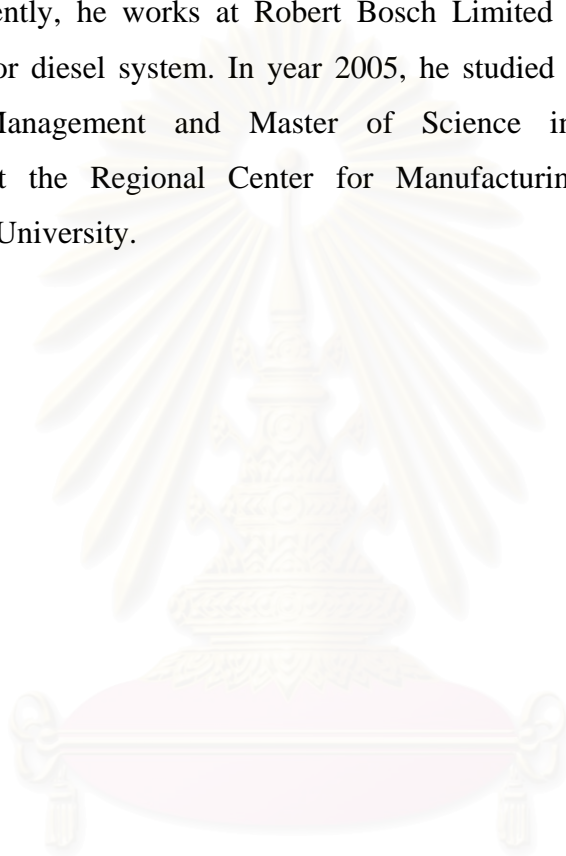 ently, he works at Robert Bosch Limited
or diesel system. In year 2005, he studied
Management and Master of Science in
t the Regional Center for Manufacturin
University.